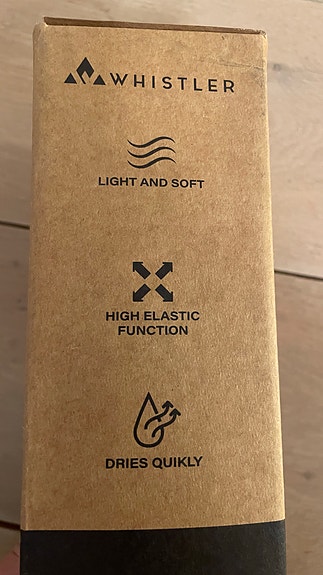 WHISTLER
LIGHT AND SOFT
HIGH ELASTIC
FUNCTION
DRIES QUIKLY